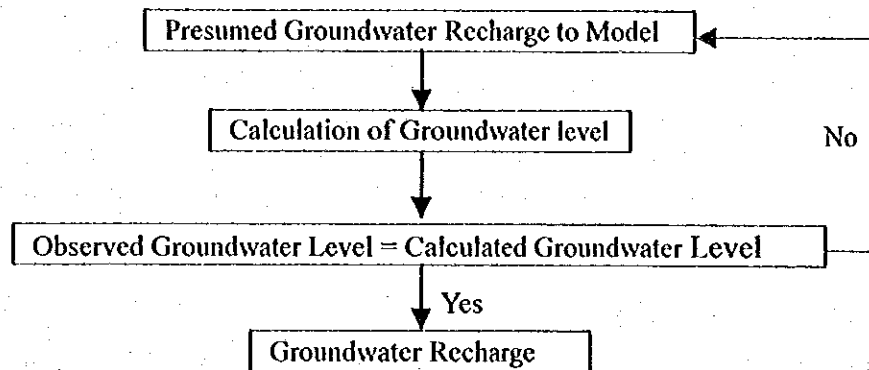 Presumed Groundwater Recharge to Model
Calculation of Groundwater level
No
Observed Groundwater Level = Calculated Groundwater Level
Yes
Groundwater Recharge